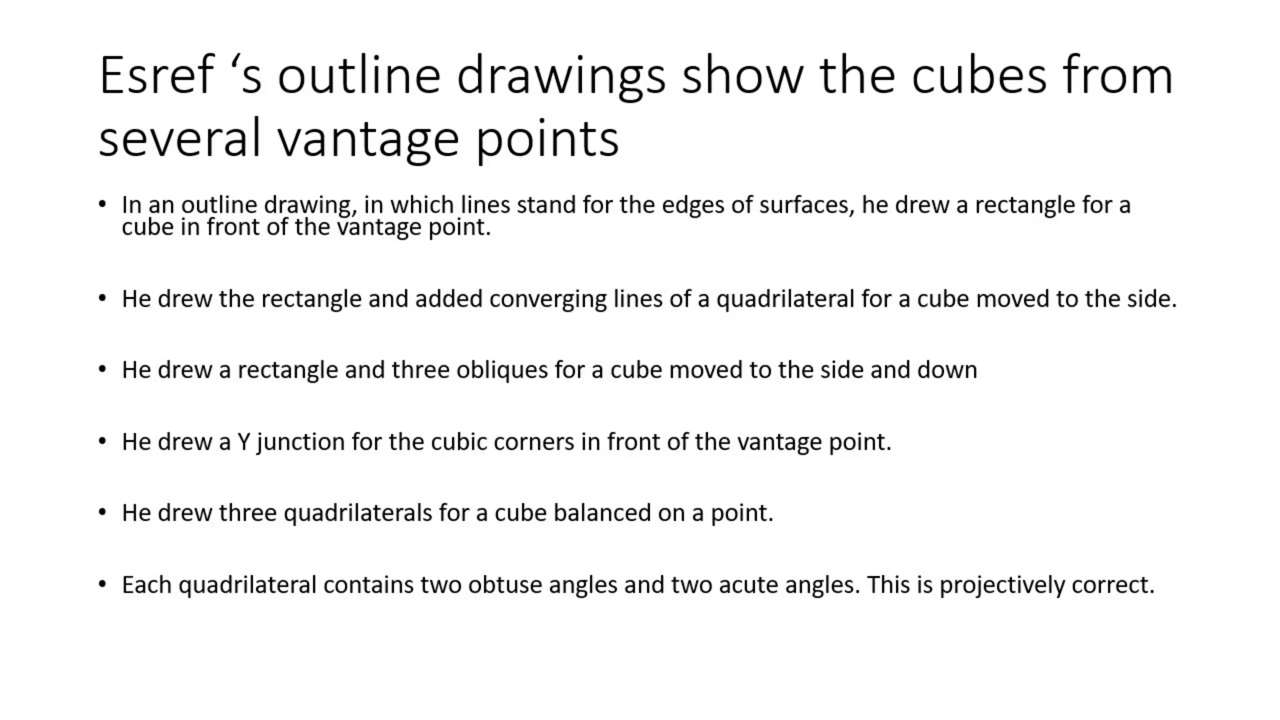 Esref ‘s outline drawings show the cubes from
several vantage points
• In an outline drawing, in which lines stand for the edges of surfaces, he drew a rectangle for a
cube in front of the vantage point.
• He drew the rectangle and added converging lines of a quadrilateral for a cube moved to the side.
• He drew a rectangle and three obliques for a cube moved to the side and down
• He drew a Y junction for the cubic corners in front of the vantage point.
• He drew three quadrilaterals for a cube balanced on a point.
• Each quadrilateral contains two obtuse angles and two acute angles. This is projectively correct.